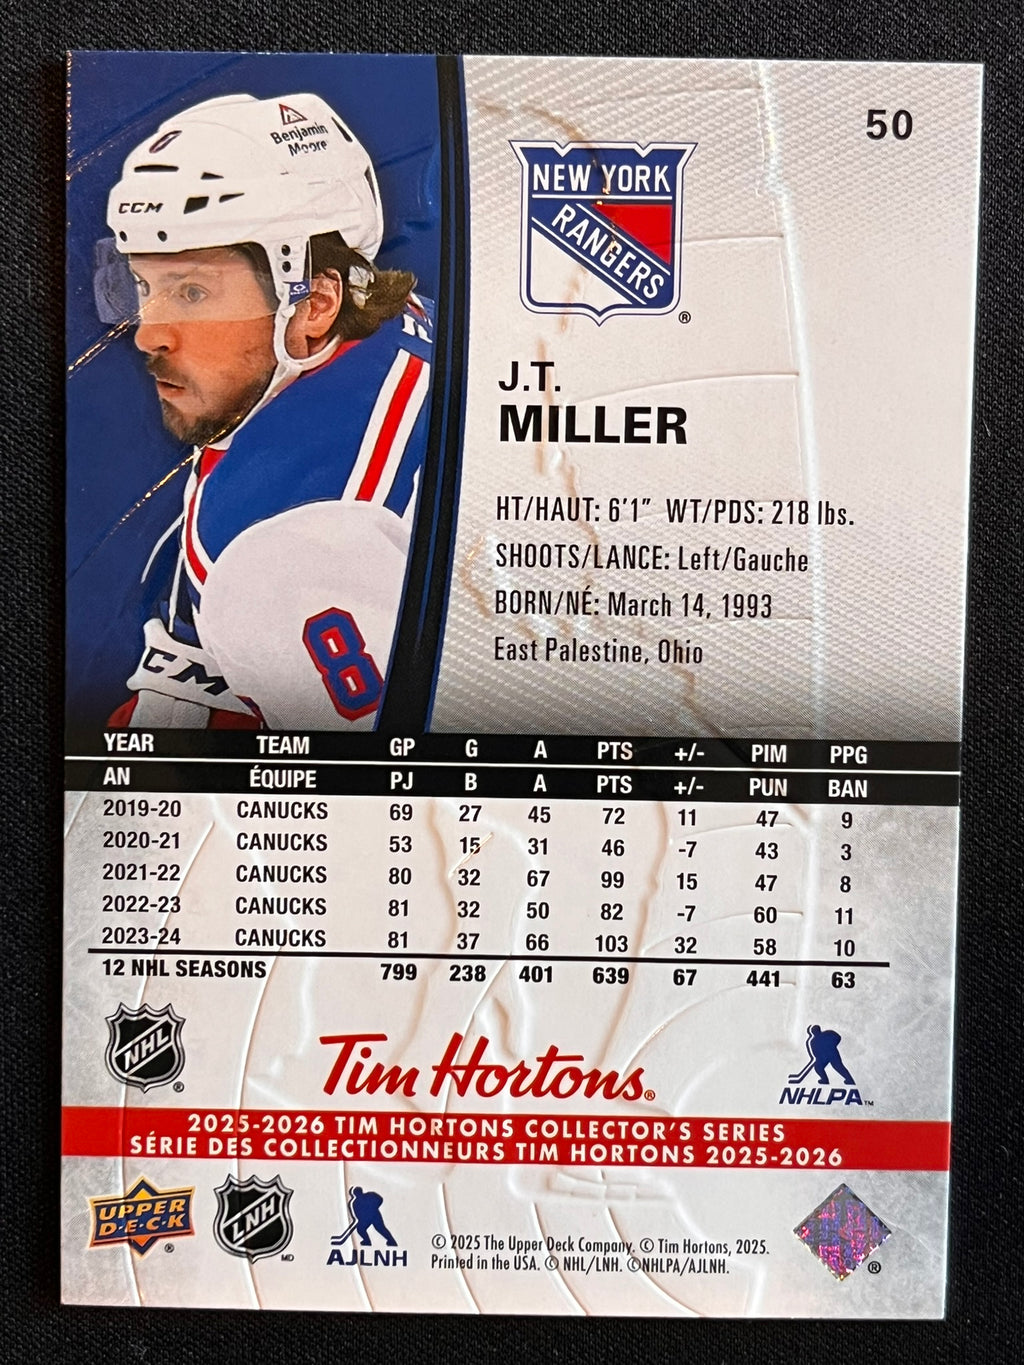 50
8
Benjamin
Moore
CCM
NEW YORK
RANGERS
®
J.T.
MILLER
HT/HAUT: 6'1" WT/PDS: 218 lbs.
SHOOTS/LANCE: Left/Gauche
BORN/NÉ: March 14, 1993
East Palestine, Ohio
8
CCM
YEAR TEAM GP G A PTS +/- PIM PPG
AN ÉQUIPE PJ B A PTS +/- PUN BAN
2019-20 CANUCKS 69 27 45 72 11 47 9
2020-21 CANUCKS 53 15 31 46 -7 43 3
2021-22 CANUCKS 80 32 67 99 15 47 8
2022-23 CANUCKS 81 32 50 82 -7 60 11
2023-24 CANUCKS 81 37 66 103 32 58 10
12 NHL SEASONS 799 238 401 639 67 441 63
NHL ®
Tim Hortons®
NHLPA™
2025-2026 TIM HORTONS COLLECTOR'S SERIES
SÉRIE DES COLLECTIONNEURS TIM HORTONS 2025-2026
UPPER
D·E·C·K ®
LNH MD
AJLNH
© 2025 The Upper Deck Company. © Tim Hortons, 2025.
Printed in the USA. © NHL/LNH. ©NHLPA/AJLNH.
®